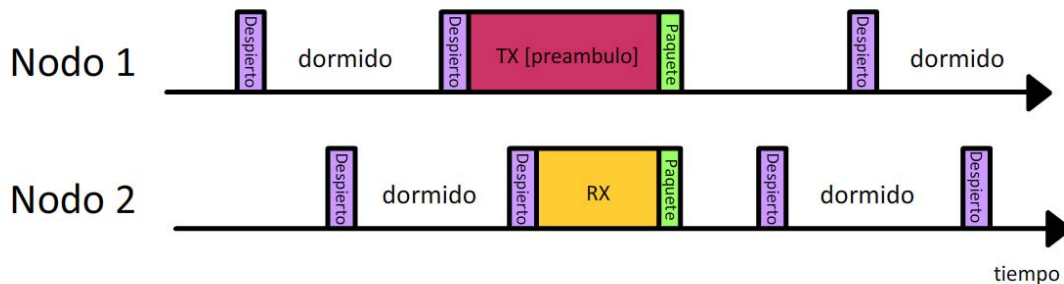 Nodo 1
Despierto
dormido
Despierto
TX [preambulo]
Paquete
Despierto
dormido
Nodo 2
Despierto
dormido
Despierto
RX
Paquete
Despierto
dormido
Despierto
tiempo